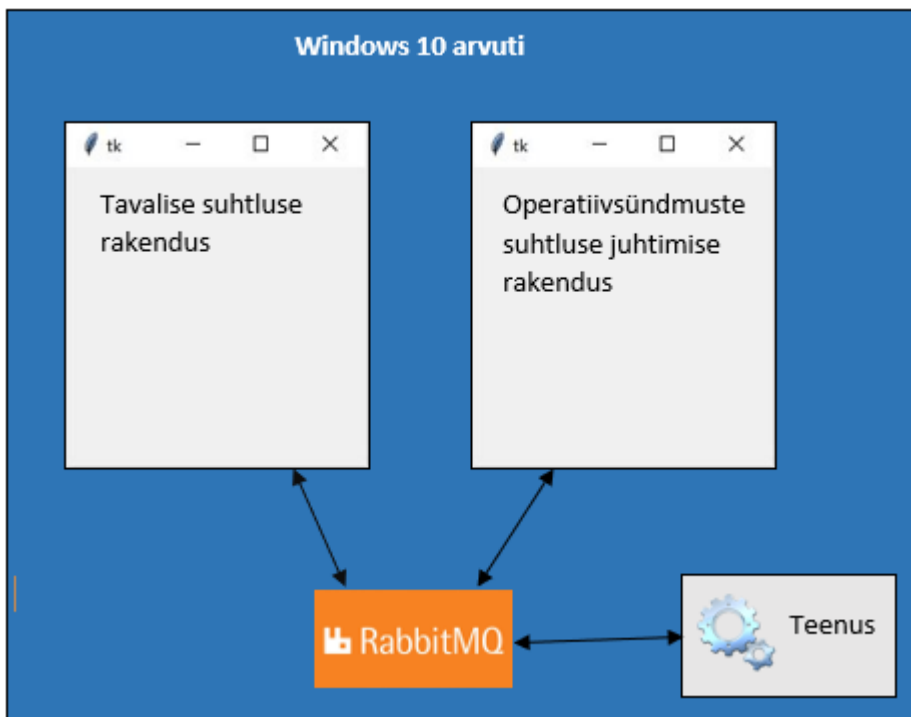 Windows 10 arvuti
tk
Tavalise suhtluse
rakendus
tk
Operatiivsündmuste
suhtluse juhtimise
rakendus
RabbitMQ
Teenus